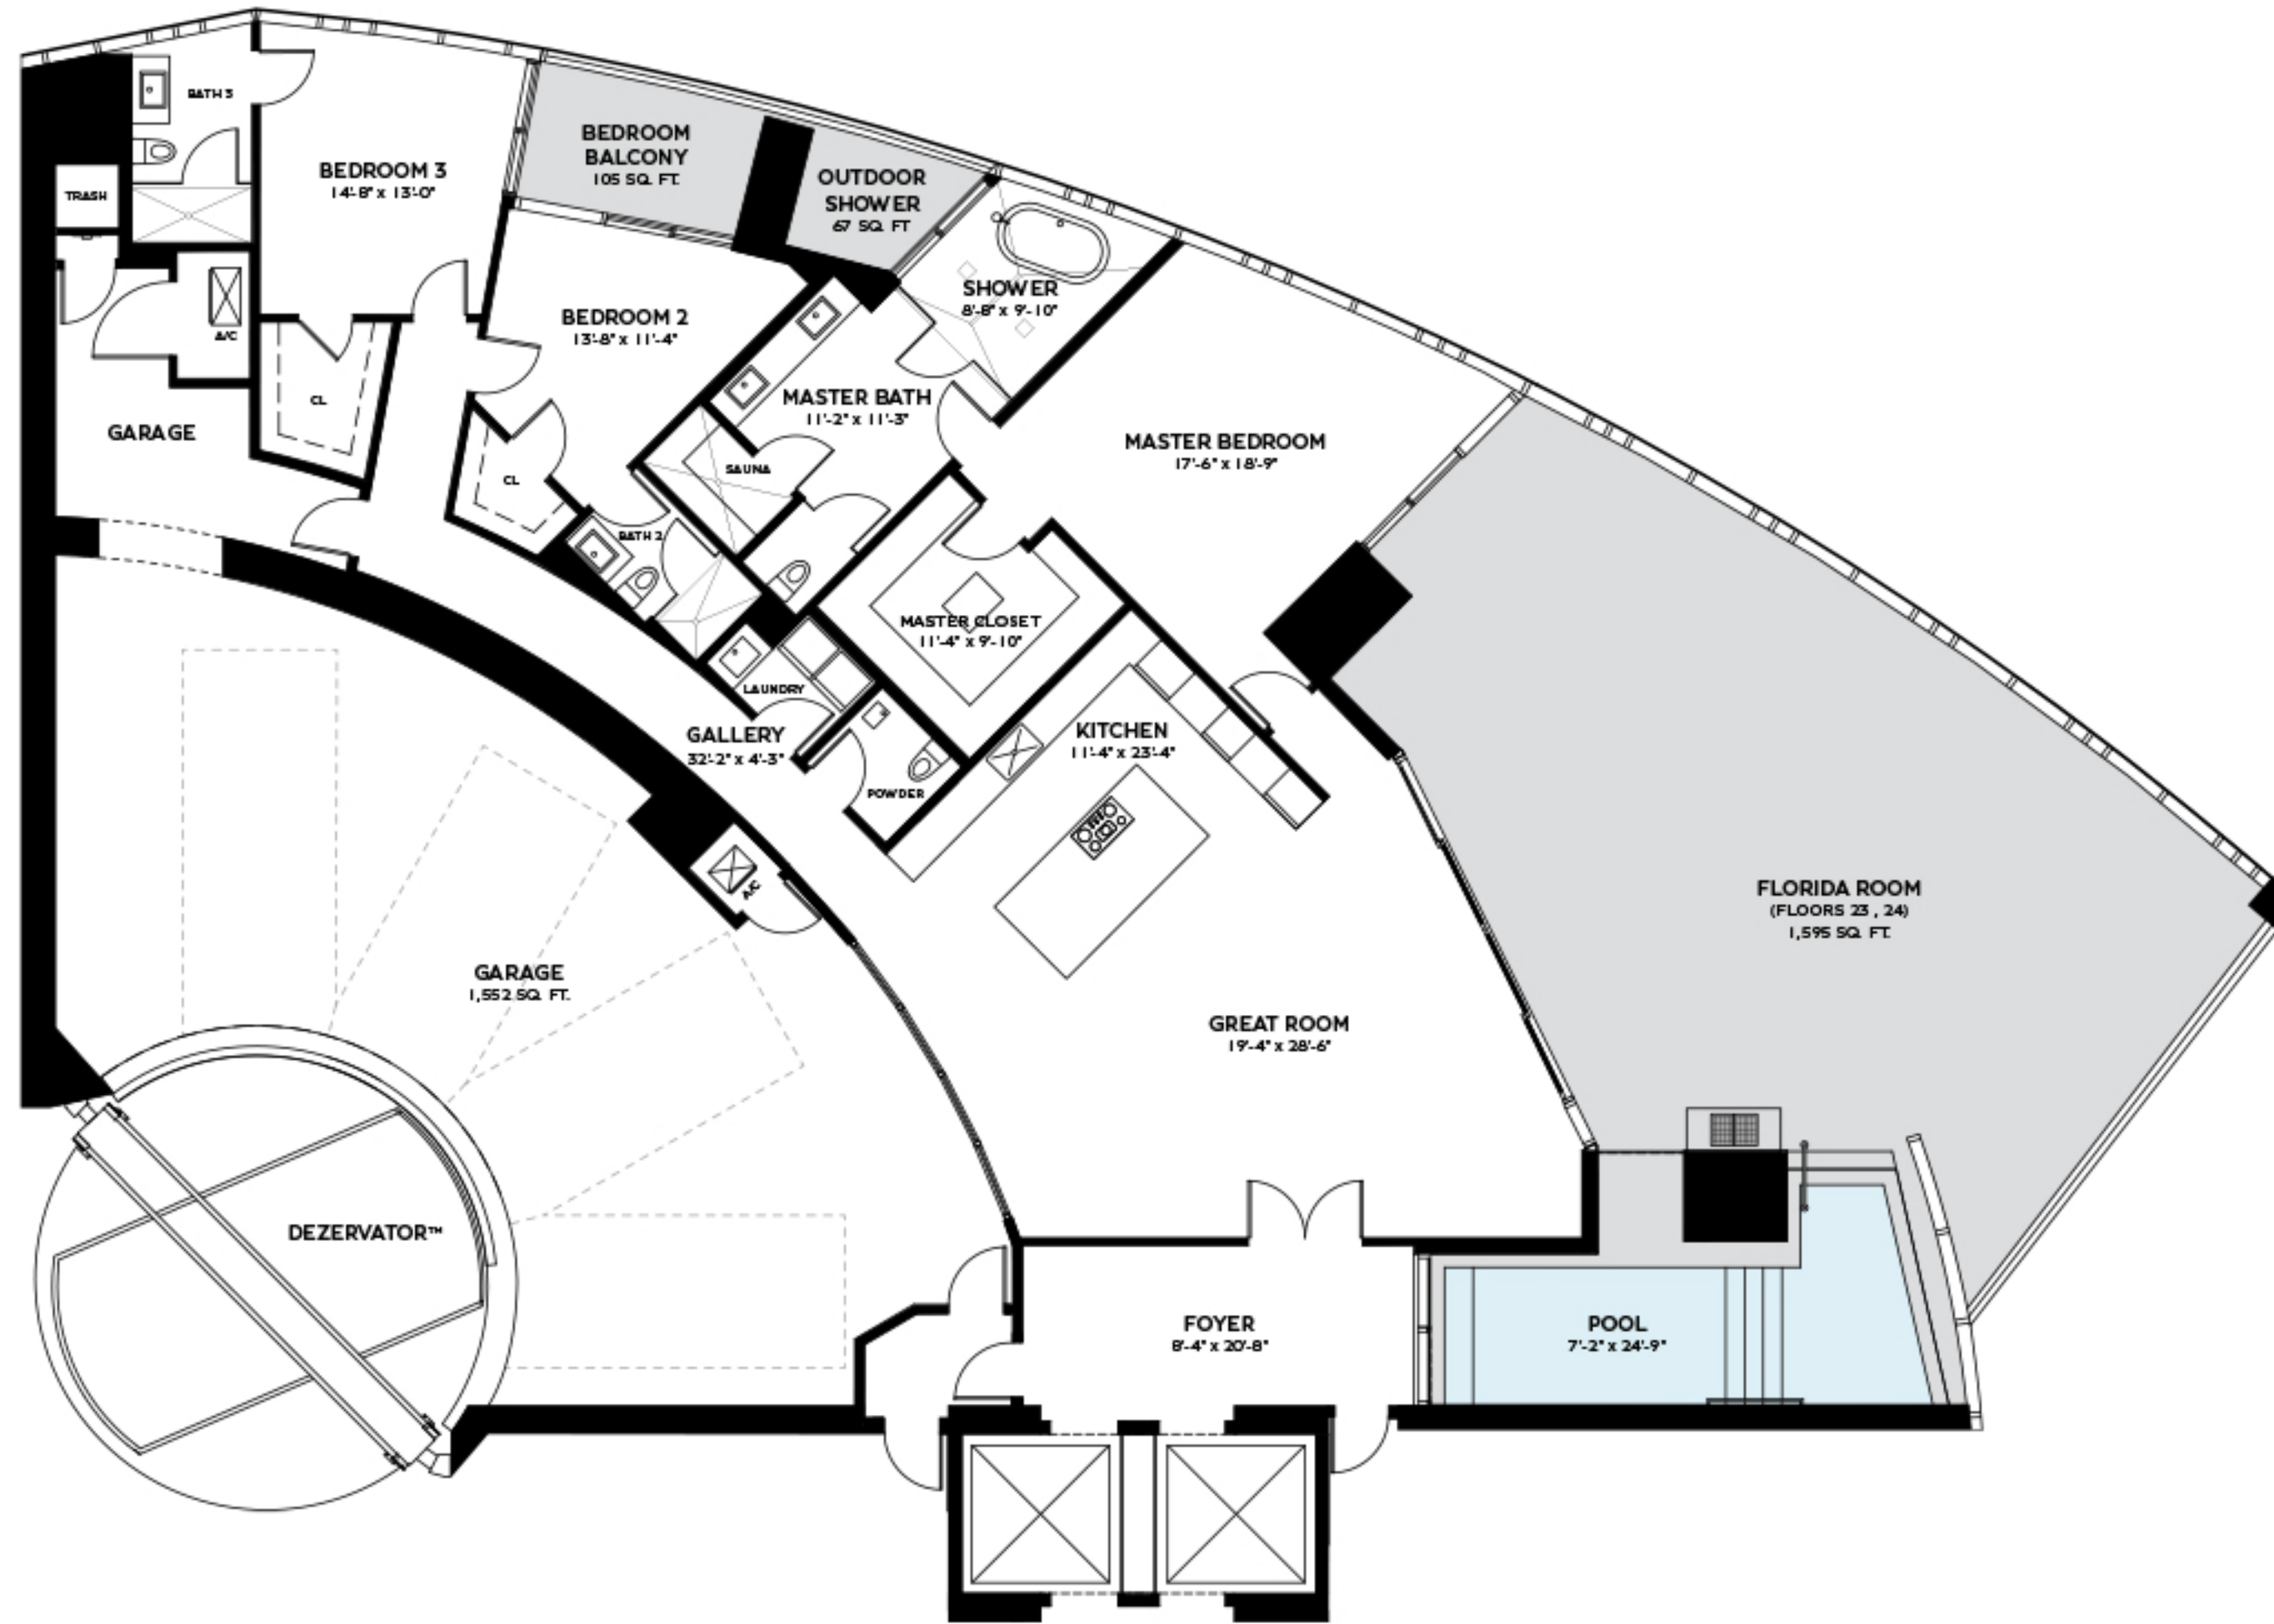 BATH 3
BEDROOM 3
14'-8" x 13'-0"
BEDROOM
BALCONY
105 SQ. FT.
OUTDOOR
SHOWER
67 SQ. FT
TRASH
A/C
SHOWER
8'-8" x 9'-10"
BEDROOM 2
13'-8" x 11'-4"
CL
GARAGE
MASTER BATH
11'-2" x 11'-3"
MASTER BEDROOM
17'-6" x 18'-9"
SAUNA
CL
BATH 2
MASTER CLOSET
11'-4" x 9'-10"
LAUNDRY
GALLERY
32'-2" x 4'-3"
KITCHEN
11'-4" x 23'-4"
POWDER
A/C
FLORIDA ROOM
(FLOORS 23 , 24)
1,595 SQ. FT.
GARAGE
1,552 SQ. FT.
GREAT ROOM
19'-4" x 28'-6"
DEZERVATOR™
FOYER
8'-4" x 20'-8"
POOL
7'-2" x 24'-9"